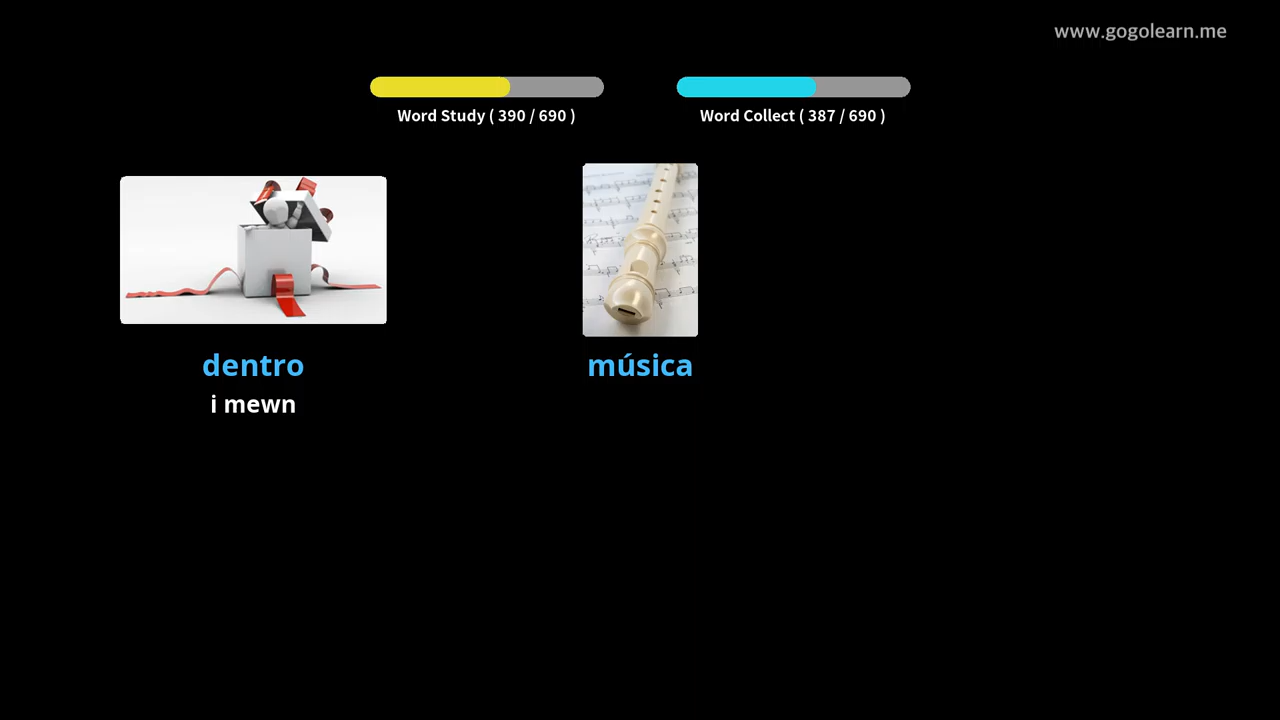 www.gogolearn.me
Word Study ( 390 / 690 )
Word Collect ( 387 / 690 )
dentro
música
i mewn